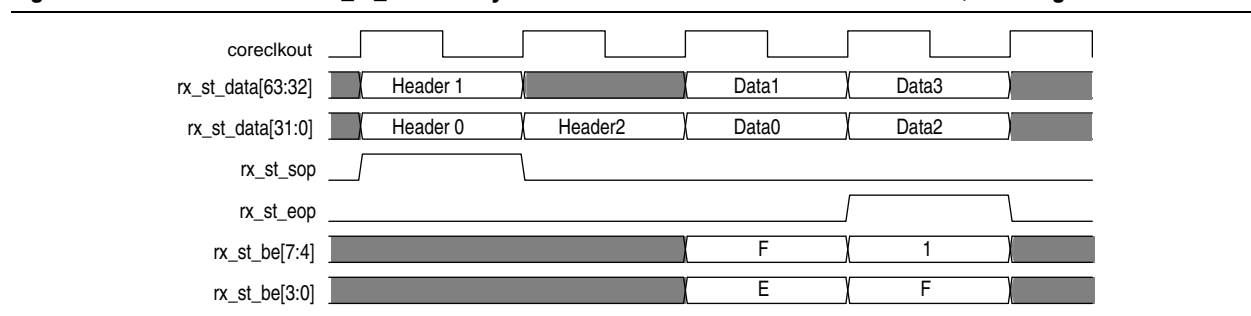 coreclkout
rx_st_data[63:32] Header 1 Data1 Data3
rx_st_data[31:0] Header 0 Header2 Data0 Data2
rx_st_sop
rx_st_eop
rx_st_be[7:4] F 1
rx_st_be[3:0] E F